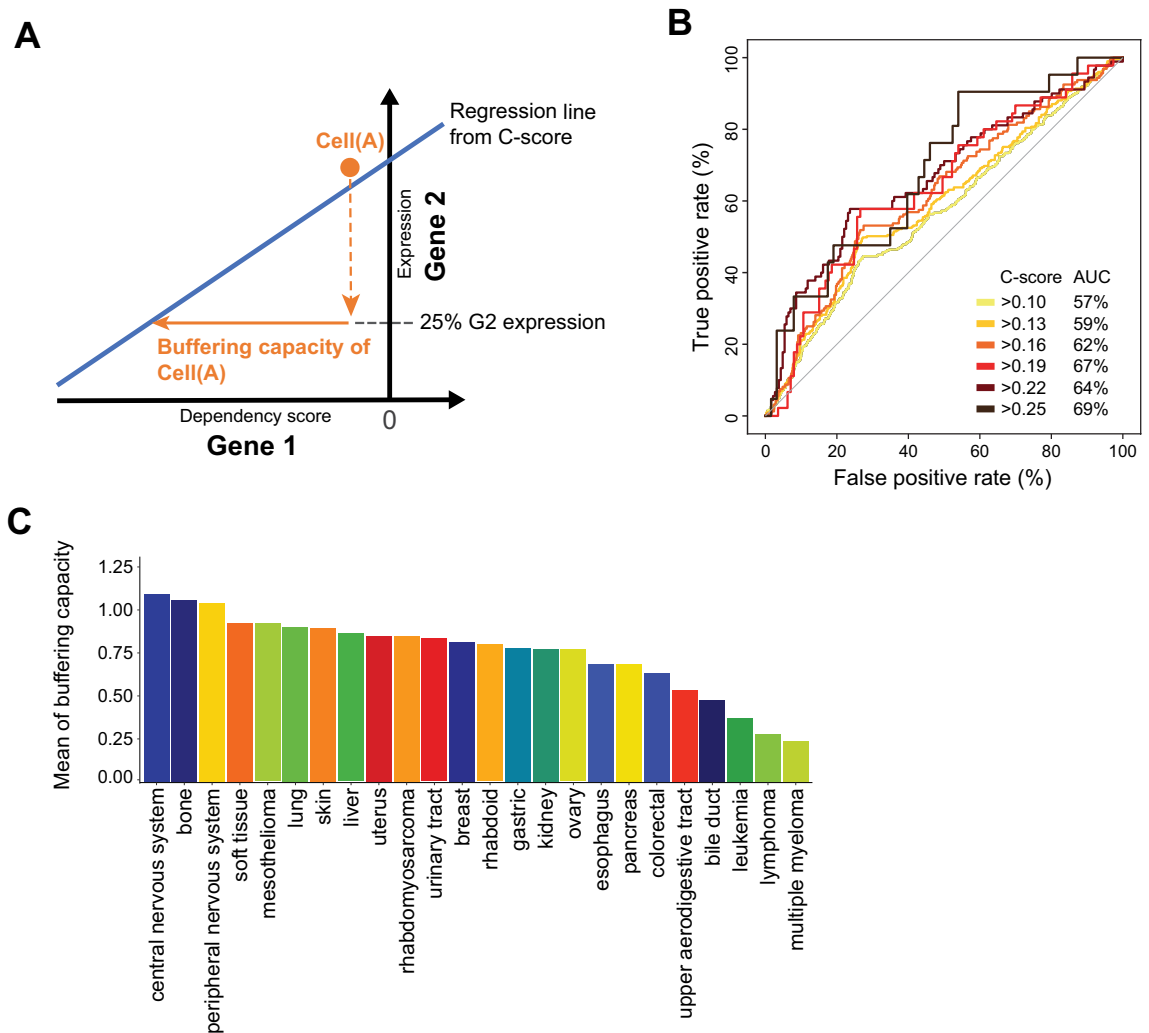 A
Regression line
from C-score
Cell(A)
Expression
Gene 2
25% G2 expression
Buffering capacity of
Cell(A)
Dependency score
0
Gene 1
B
True positive rate (%)
100
80
60
40
20
0
C-score AUC
>0.10 57%
>0.13 59%
>0.16 62%
>0.19 67%
>0.22 64%
>0.25 69%
0 20 40 60 80 100
False positive rate (%)
C
Mean of buffering capacity
1.25
1.00
0.75
0.50
0.25
0.00
central nervous system
bone
peripheral nervous system
soft tissue
mesothelioma
lung
skin
liver
uterus
rhabdomyosarcoma
urinary tract
breast
rhabdoid
gastric
kidney
ovary
esophagus
pancreas
colorectal
upper aerodigestive tract
bile duct
leukemia
lymphoma
multiple myeloma